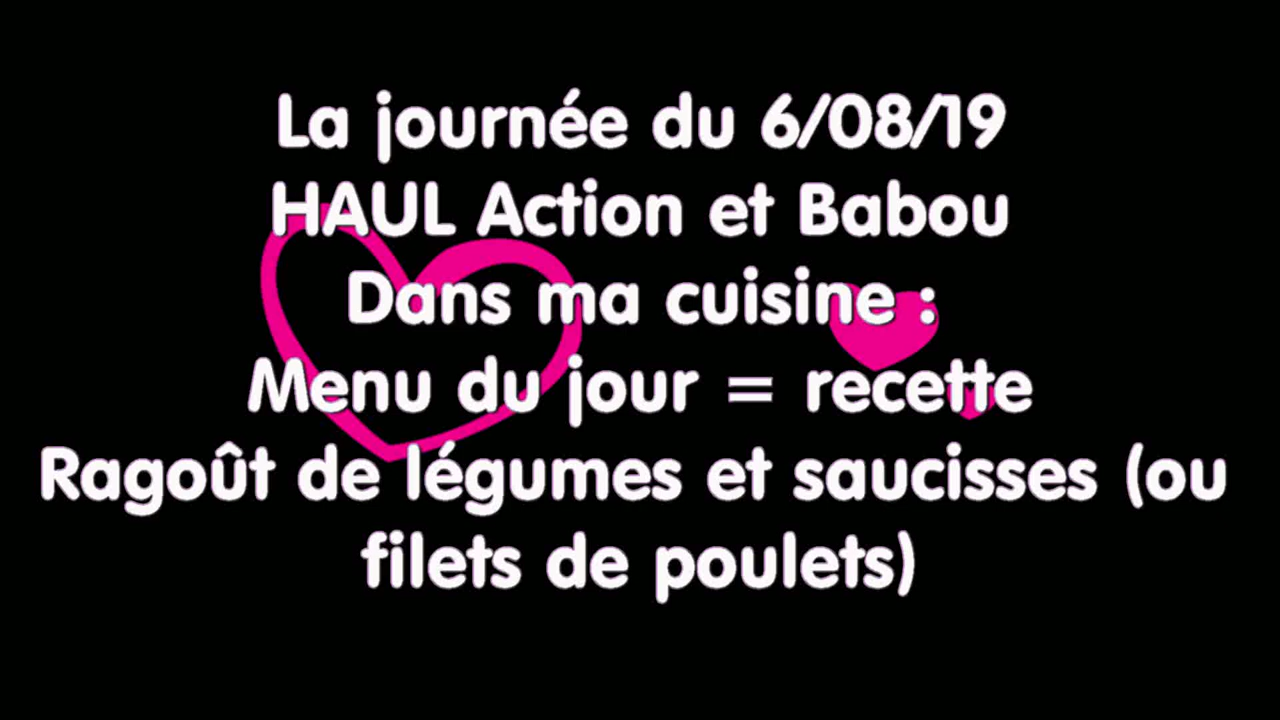 La journée du 6/08/19
HAUL Action et Babou
Dans ma cuisine :
Menu du jour = recette
Ragoût de légumes et saucisses (ou
filets de poulets)